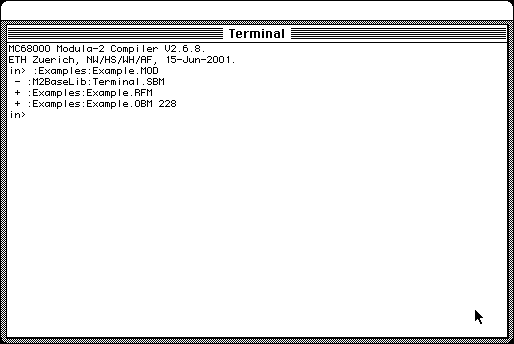 Terminal
MC68000 Modula-2 Compiler V2.6.8.
ETH Zuerich, NW/HS/WH/AF, 15-Jun-2001.
in> :Examples:Example.MOD
 - :M2BaseLib:Terminal.SBM
 + :Examples:Example.RFM
 + :Examples:Example.OBM 228
in>